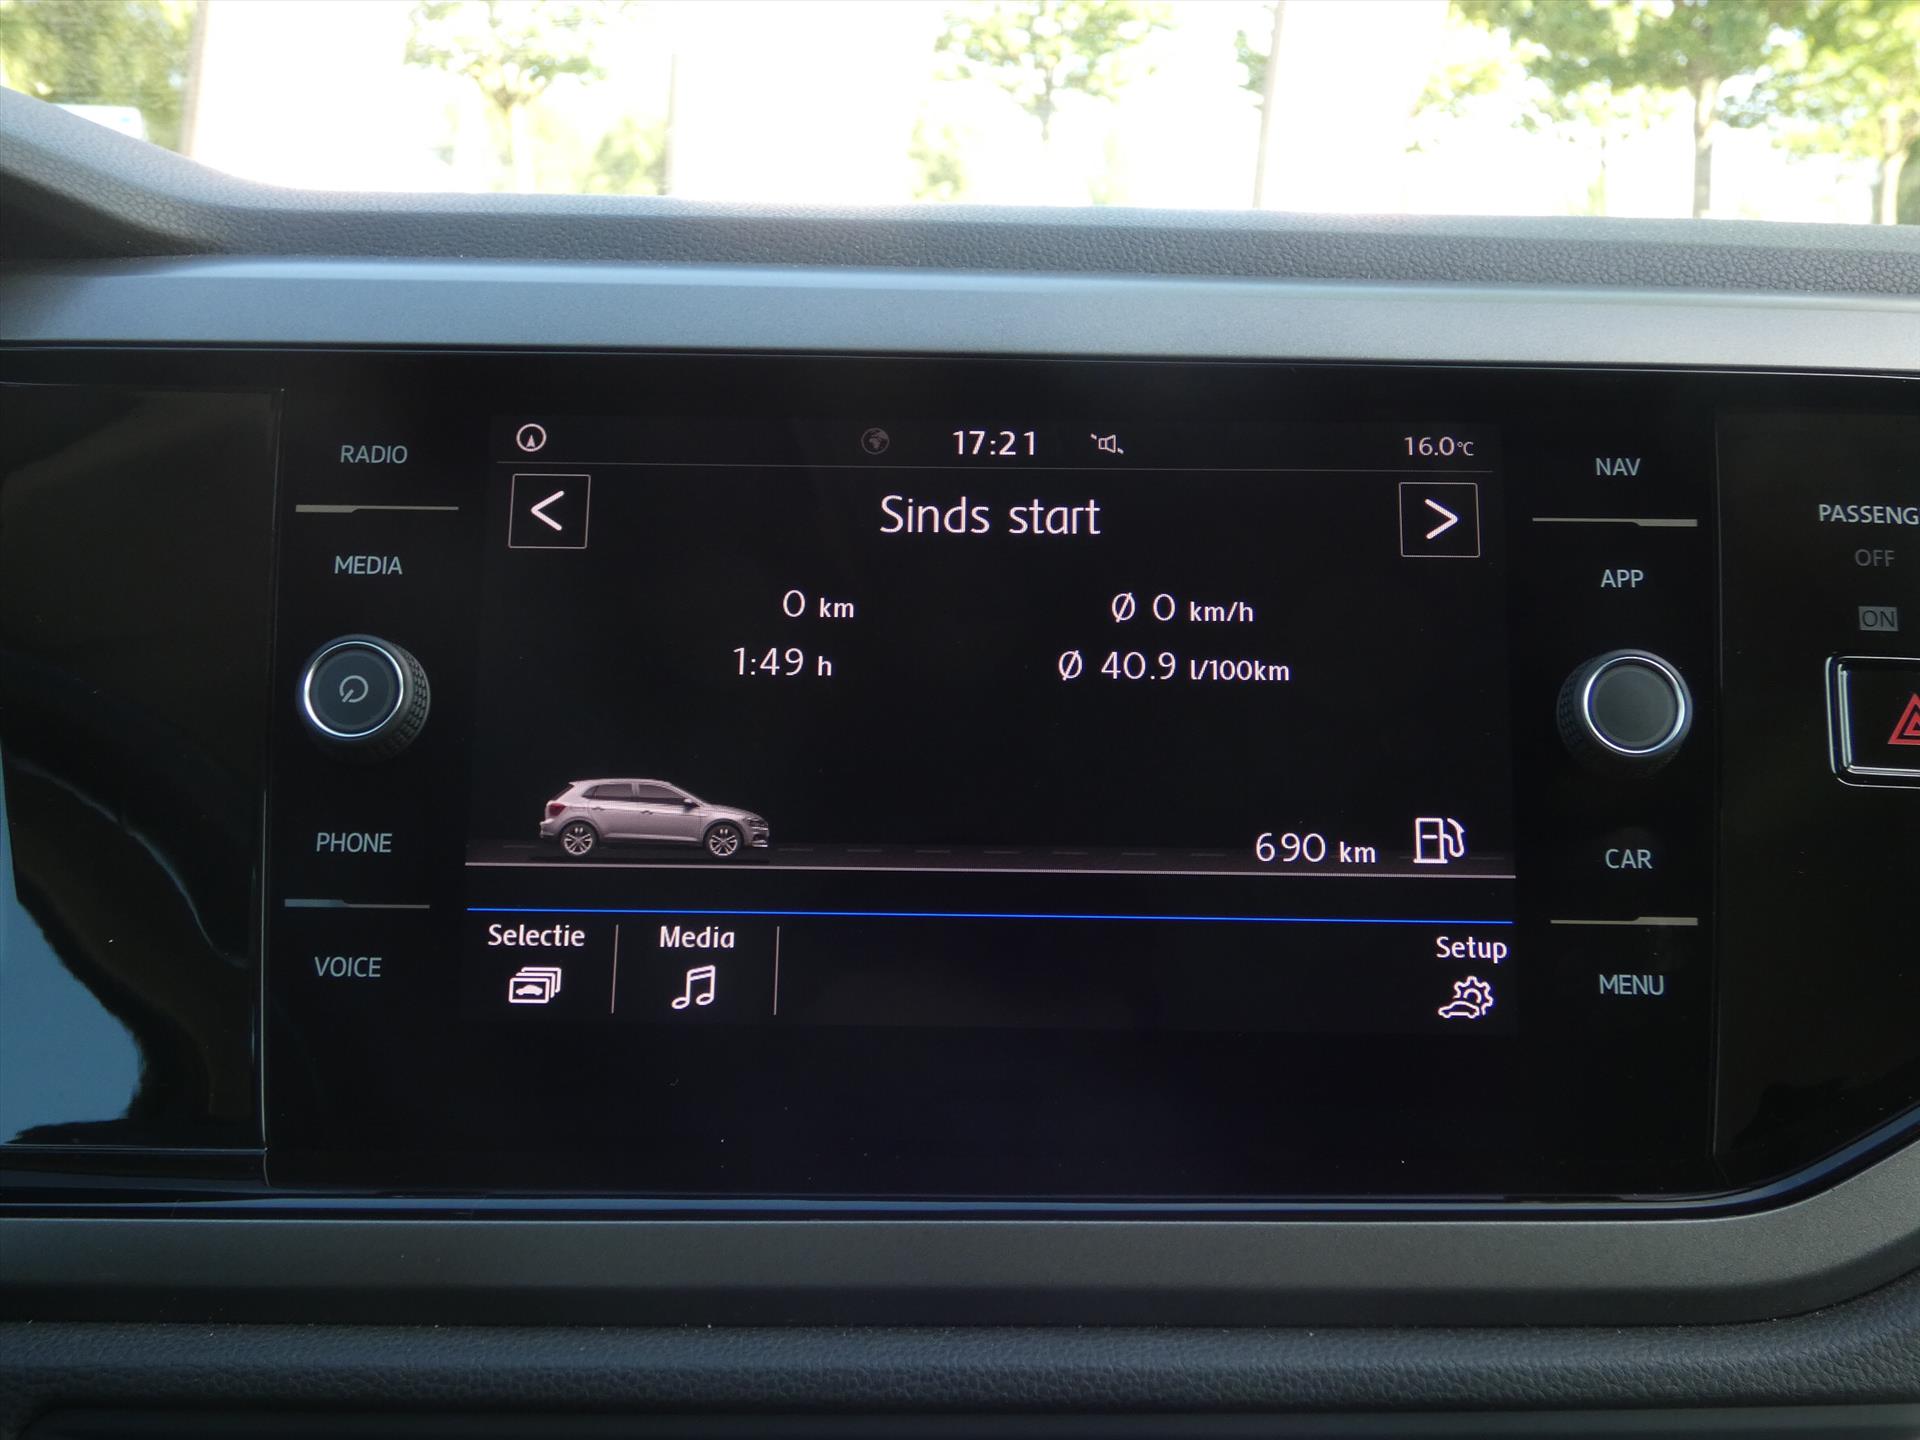 RADIO
MEDIA
PHONE
VOICE
17:21
16.0°C
<
Sinds start
>
0 km
Ø 0 km/h
1:49 h
Ø 40.9 l/100km
690 km
Selectie
Media
Setup
NAV
APP
CAR
MENU
PASSENG
OFF
ON